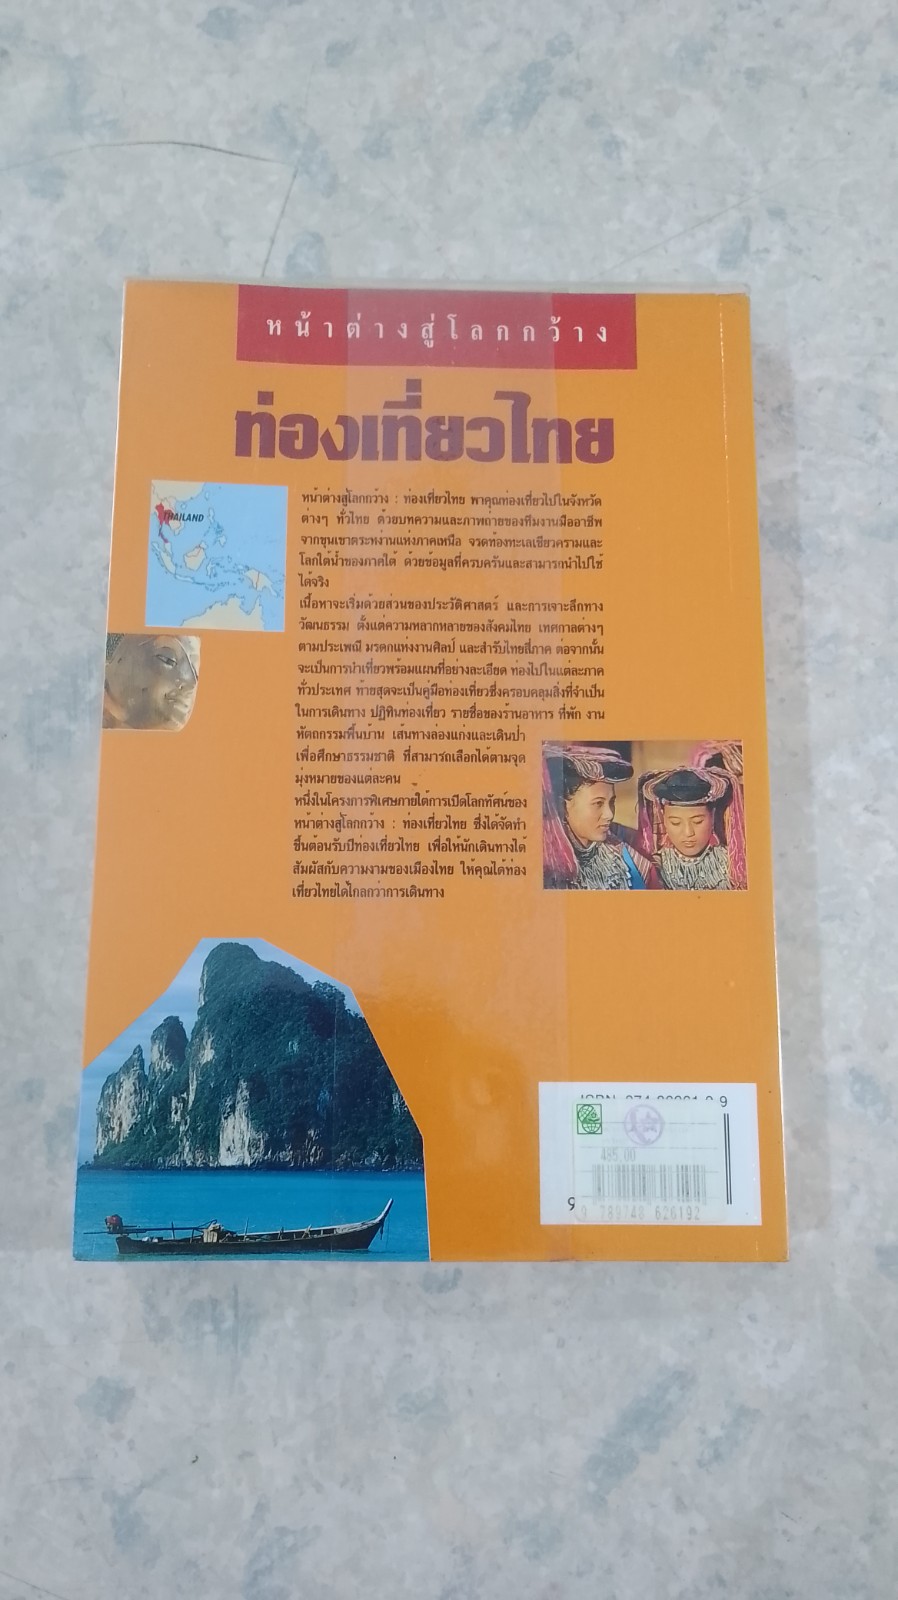 หน้าต่างสู่โลกกว้าง
ท่องเที่ยวไทย
THAILAND
หน้าต่างสู่โลกกว้าง : ท่องเที่ยวไทย พาคุณท่องเที่ยวไปในจังหวัด
ต่างๆ ทั่วไทย ด้วยบทความและภาพถ่ายของทีมงานมืออาชีพ
จากขุนเขาตระหง่านแห่งภาคเหนือ จรดท้องทะเลเขียวครามและ
โลกใต้น้ำของภาคใต้ ด้วยข้อมูลที่ครบครันและสามารถนำไปใช้
ได้จริง
เนื้อหาจะเริ่มด้วยส่วนของประวัติศาสตร์ และการเจาะลึกทาง
วัฒนธรรม ตั้งแต่ความหลากหลายของสังคมไทย เทศกาลต่างๆ
ตามประเพณี มรดกแห่งงานศิลป์ และสำรับไทยสี่ภาค ต่อจากนั้น
จะเป็นการนำเที่ยวพร้อมแผนที่อย่างละเอียด ท่องไปในแต่ละภาค
ทั่วประเทศ ท้ายสุดจะเป็นคู่มือท่องเที่ยวซึ่งครอบคลุมสิ่งที่จำเป็น
ในการเดินทาง ปฏิทินท่องเที่ยว รายชื่อของร้านอาหาร ที่พัก งาน
หัตถกรรมพื้นบ้าน เส้นทางล่องแก่งและเดินป่า
เพื่อศึกษาธรรมชาติ ที่สามารถเลือกได้ตามจุด
มุ่งหมายของแต่ละคน
หนึ่งในโครงการพิเศษภายใต้การเปิดโลกทัศน์ของ
หน้าต่างสู่โลกกว้าง : ท่องเที่ยวไทย ซึ่งได้จัดทำ
ขึ้นต้อนรับปีท่องเที่ยวไทย เพื่อให้นักเดินทางได้
สัมผัสกับความงามของเมืองไทย ให้คุณได้ท่อง
เที่ยวไทยได้ไกลกว่าการเดินทาง
485.00
9
9 789748 626192